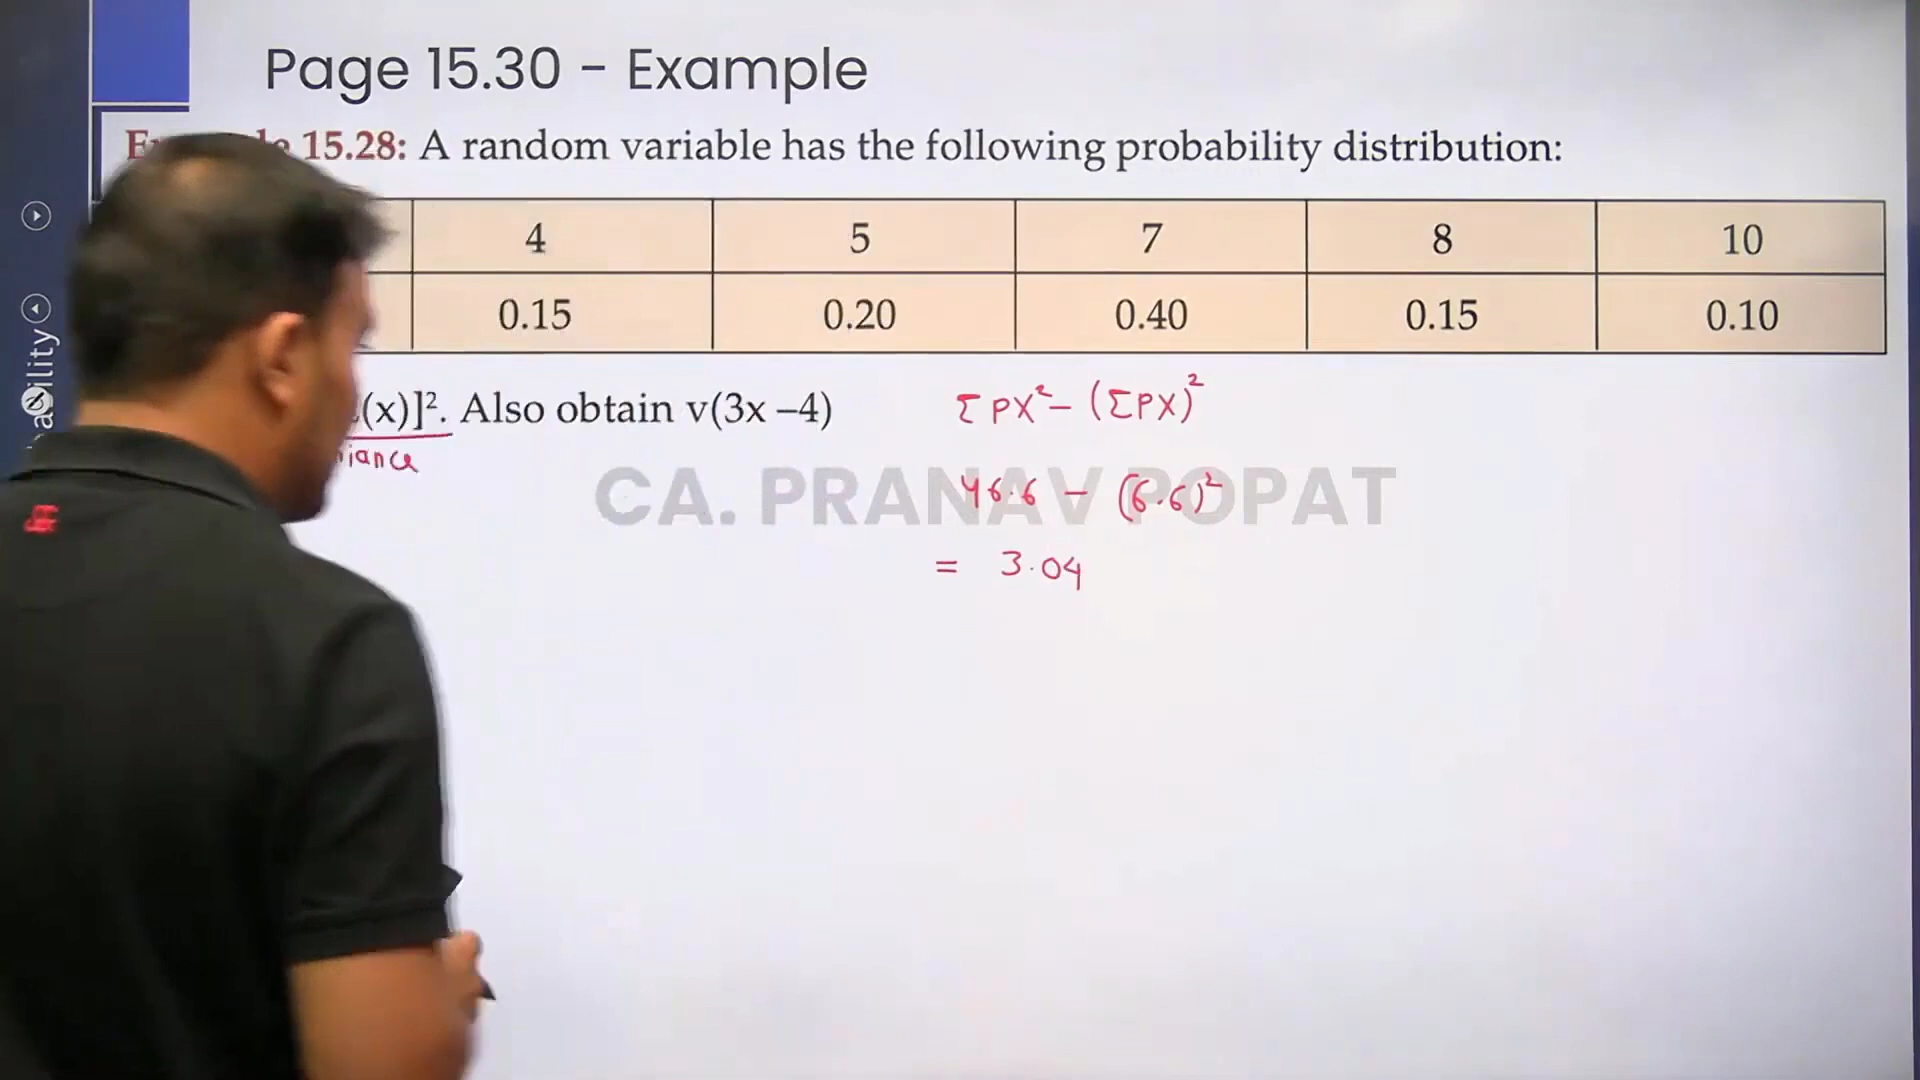 Page 15.30 - Example
15.28: A random variable has the following probability distribution:
4 5 7 8 10
0.15 0.20 0.40 0.15 0.10
(x)]². Also obtain v(3x –4)
iance
Σ PX² – (ΣPX)²
CA. PRANAV POPAT
46.6 – (6.6)²
= 3.04